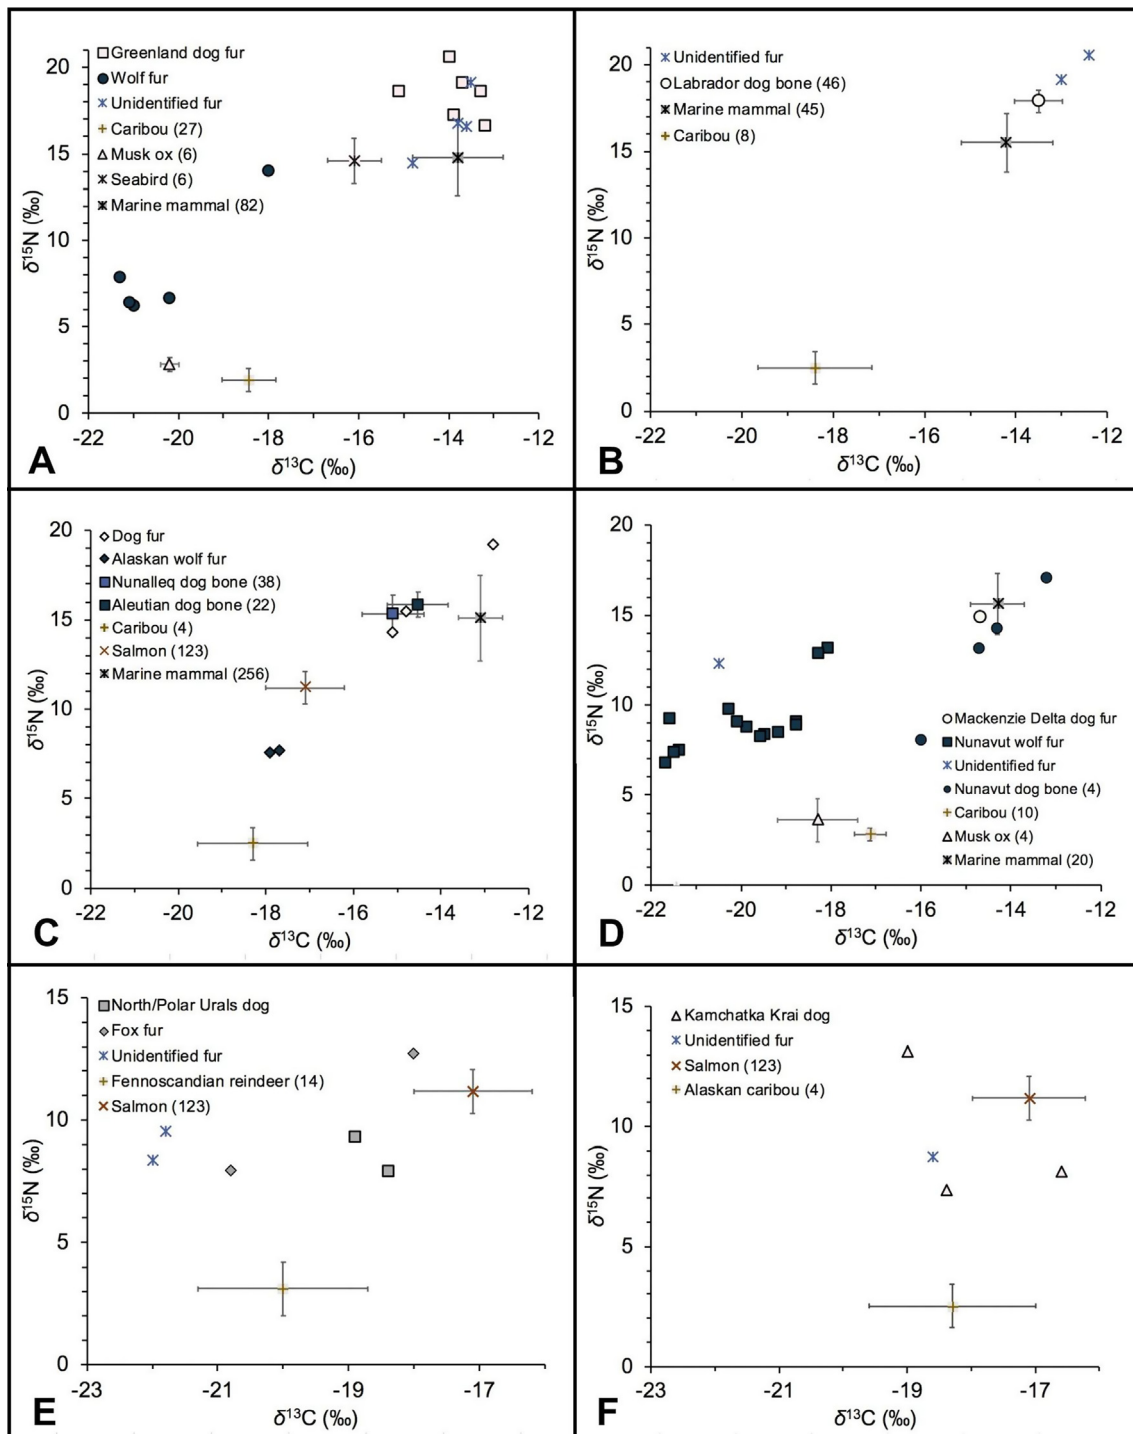 20
15
10
5
0
-22
-20
-18
-16
-14
-12
δ15N (‰)
δ13C (‰)
Greenland dog fur
Wolf fur
Unidentified fur
Caribou (27)
Musk ox (6)
Seabird (6)
Marine mammal (82)
A
20
15
10
5
0
-22
-20
-18
-16
-14
-12
δ15N (‰)
δ13C (‰)
Unidentified fur
Labrador dog bone (46)
Marine mammal (45)
Caribou (8)
B
20
15
10
5
0
-22
-20
-18
-16
-14
-12
δ15N (‰)
δ13C (‰)
Dog fur
Alaskan wolf fur
Nunalleq dog bone (38)
Aleutian dog bone (22)
Caribou (4)
Salmon (123)
Marine mammal (256)
C
20
15
10
5
0
-22
-20
-18
-16
-14
-12
δ15N (‰)
δ13C (‰)
Mackenzie Delta dog fur
Nunavut wolf fur
Unidentified fur
Nunavut dog bone (4)
Caribou (10)
Musk ox (4)
Marine mammal (20)
D
15
10
5
0
-23
-21
-19
-17
δ15N (‰)
δ13C (‰)
North/Polar Urals dog
Fox fur
Unidentified fur
Fennoscandian reindeer (14)
Salmon (123)
E
15
10
5
0
-23
-21
-19
-17
δ15N (‰)
δ13C (‰)
Kamchatka Krai dog
Unidentified fur
Salmon (123)
Alaskan caribou (4)
F